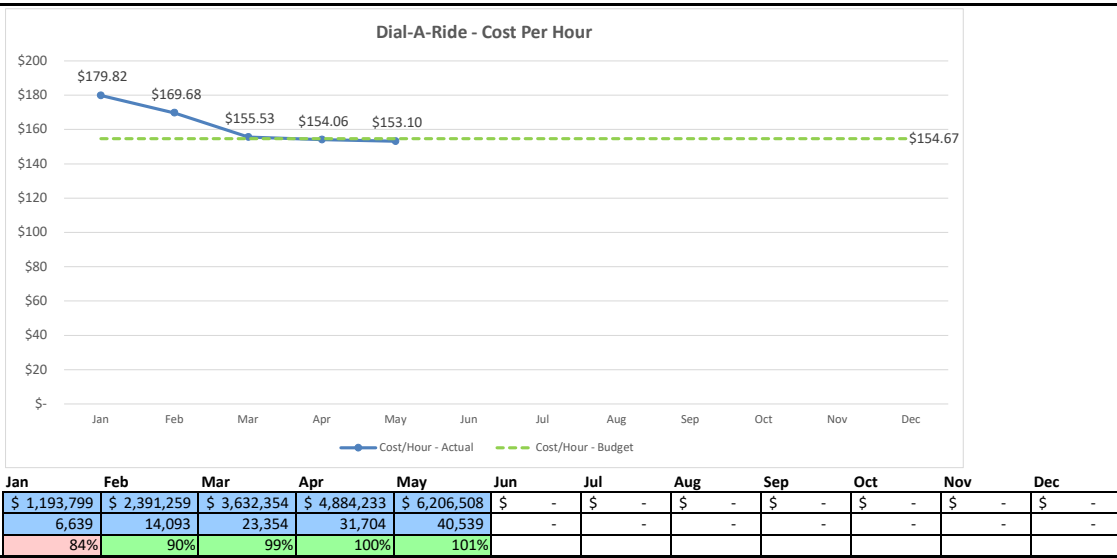 Dial-A-Ride - Cost Per Hour
$200
$180
$160
$140
$120
$100
$80
$60
$40
$20
$-
$179.82
$169.68
$155.53
$154.06
$153.10
$154.67
Jan Feb Mar Apr May Jun Jul Aug Sep Oct Nov Dec
Cost/Hour - Actual Cost/Hour - Budget
Jan Feb Mar Apr May Jun Jul Aug Sep Oct Nov Dec
$ 1,193,799 $ 2,391,259 $ 3,632,354 $ 4,884,233 $ 6,206,508 $ - $ - $ - $ - $ - $ - $ -
6,639 14,093 23,354 31,704 40,539 - - - - - - -
84% 90% 99% 100% 101%